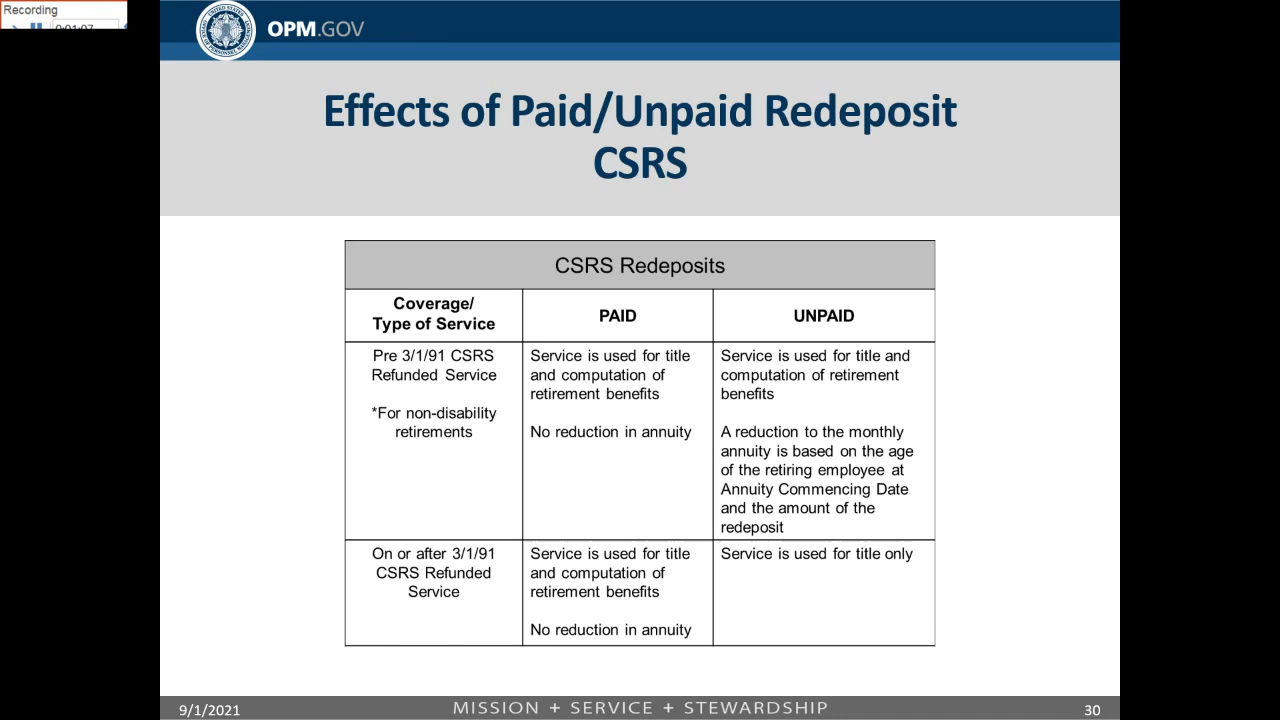 Recording
0:01:07
OPM.GOV
Effects of Paid/Unpaid Redeposit
CSRS
CSRS Redeposits
Coverage/
Type of Service
PAID
UNPAID
Pre 3/1/91 CSRS
Refunded Service
*For non-disability
retirements
Service is used for title
and computation of
retirement benefits
No reduction in annuity
Service is used for title and
computation of retirement
benefits
A reduction to the monthly
annuity is based on the age
of the retiring employee at
Annuity Commencing Date
and the amount of the
redeposit
On or after 3/1/91
CSRS Refunded
Service
Service is used for title
and computation of
retirement benefits
No reduction in annuity
Service is used for title only
9/1/2021
MISSION + SERVICE + STEWARDSHIP
30